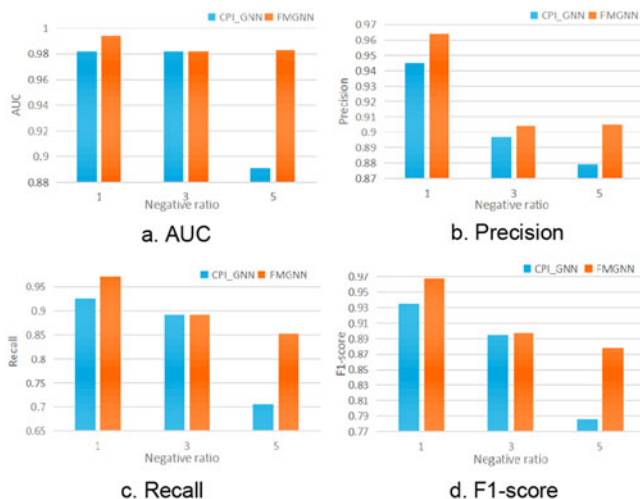 CPI_GNN FMGNN
1
0.98
0.96
0.94
0.92
0.9
0.88
AUC
1 3 5
Negative ratio
a. AUC
CPI_GNN FMGNN
0.97
0.96
0.95
0.94
0.93
0.92
0.91
0.9
0.89
0.88
0.87
Precision
1 3 5
Negative ratio
b. Precision
CPI_GNN FMGNN
0.95
0.9
0.85
0.8
0.75
0.7
0.65
Recall
1 3 5
Negative ratio
c. Recall
CPI_GNN FMGNN
0.97
0.95
0.93
0.91
0.89
0.87
0.85
0.83
0.81
0.79
0.77
F1-score
1 3 5
Negative ratio
d. F1-score